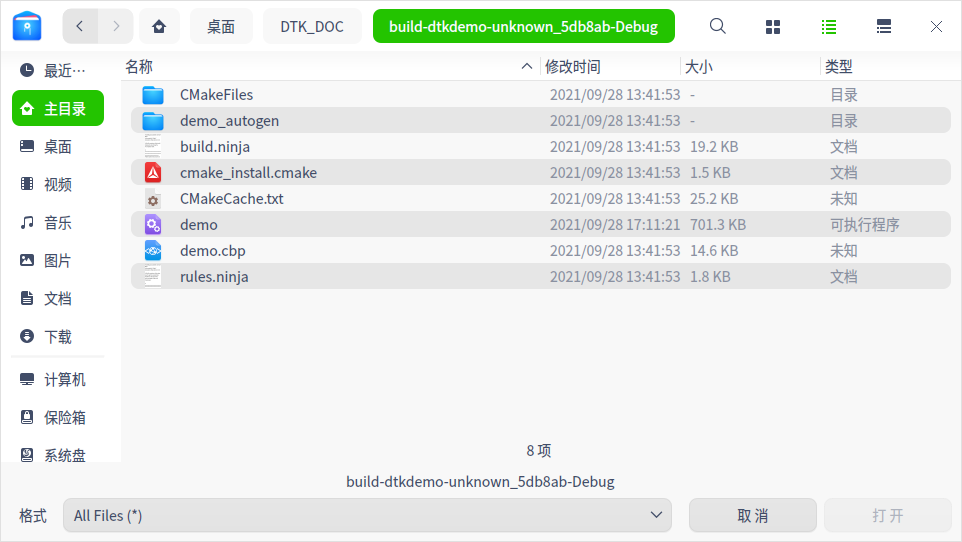 桌面 DTK_DOC build-dtkdemo-unknown_5db8ab-Debug
最近…
主目录
桌面
视频
音乐
图片
文档
下载
计算机
保险箱
系统盘
名称 修改时间 大小 类型
CMakeFiles 2021/09/28 13:41:53 - 目录
demo_autogen 2021/09/28 13:41:53 - 目录
build.ninja 2021/09/28 13:41:53 19.2 KB 文档
cmake_install.cmake 2021/09/28 13:41:53 1.5 KB 文档
CMakeCache.txt 2021/09/28 13:41:53 25.2 KB 未知
demo 2021/09/28 17:11:21 701.3 KB 可执行程序
demo.cbp 2021/09/28 13:41:53 14.6 KB 未知
rules.ninja 2021/09/28 13:41:53 1.8 KB 文档
8 项
build-dtkdemo-unknown_5db8ab-Debug
格式 All Files (*) 取 消 打 开